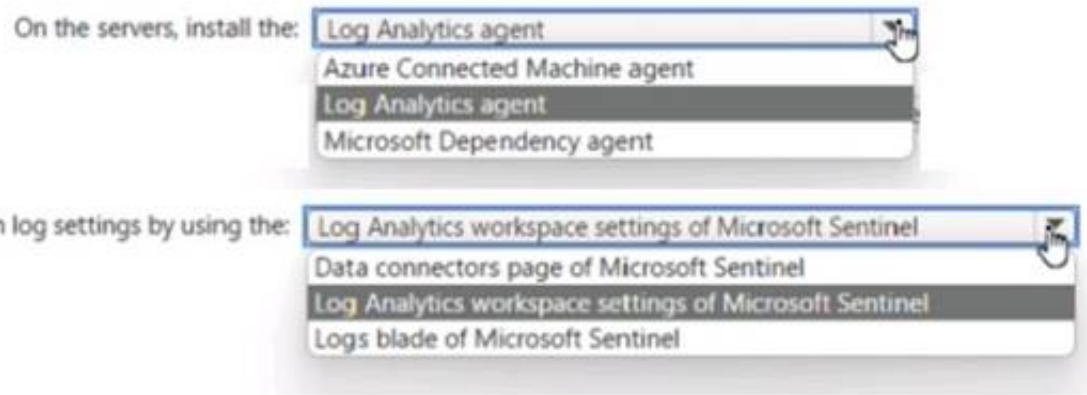 On the servers, install the: Log Analytics agent
Azure Connected Machine agent
Log Analytics agent
Microsoft Dependency agent
log settings by using the: Log Analytics workspace settings of Microsoft Sentinel
Data connectors page of Microsoft Sentinel
Log Analytics workspace settings of Microsoft Sentinel
Logs blade of Microsoft Sentinel